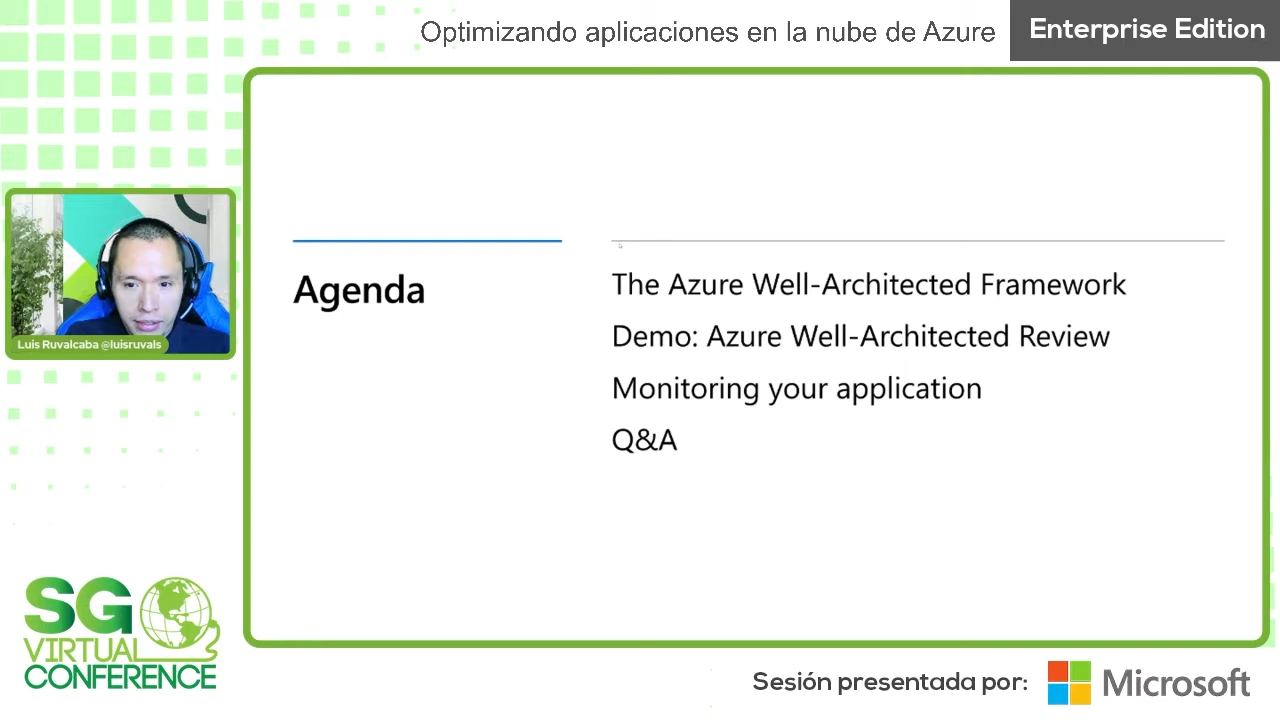 Optimizando aplicaciones en la nube de Azure
Enterprise Edition
Agenda
The Azure Well-Architected Framework
Demo: Azure Well-Architected Review
Monitoring your application
Q&A
Luis Ruvalcaba @luisruvals
SG
VIRTUAL
CONFERENCE
Sesión presentada por:
Microsoft